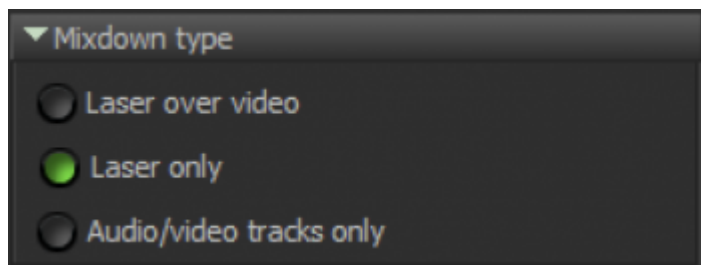 Mixdown type
Laser over video
Laser only
Audio/video tracks only